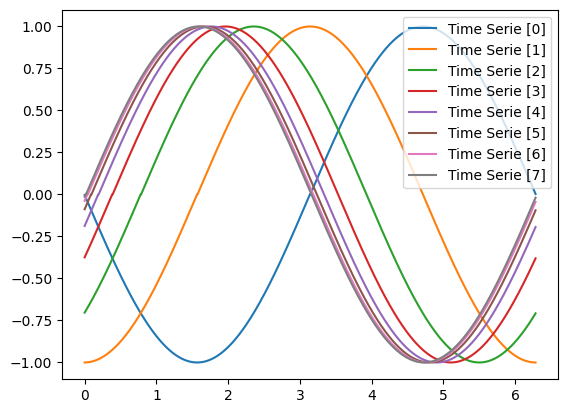 1.00
0.75
0.50
0.25
0.00
−0.25
−0.50
−0.75
−1.00
0 1 2 3 4 5 6
Time Serie [0]
Time Serie [1]
Time Serie [2]
Time Serie [3]
Time Serie [4]
Time Serie [5]
Time Serie [6]
Time Serie [7]